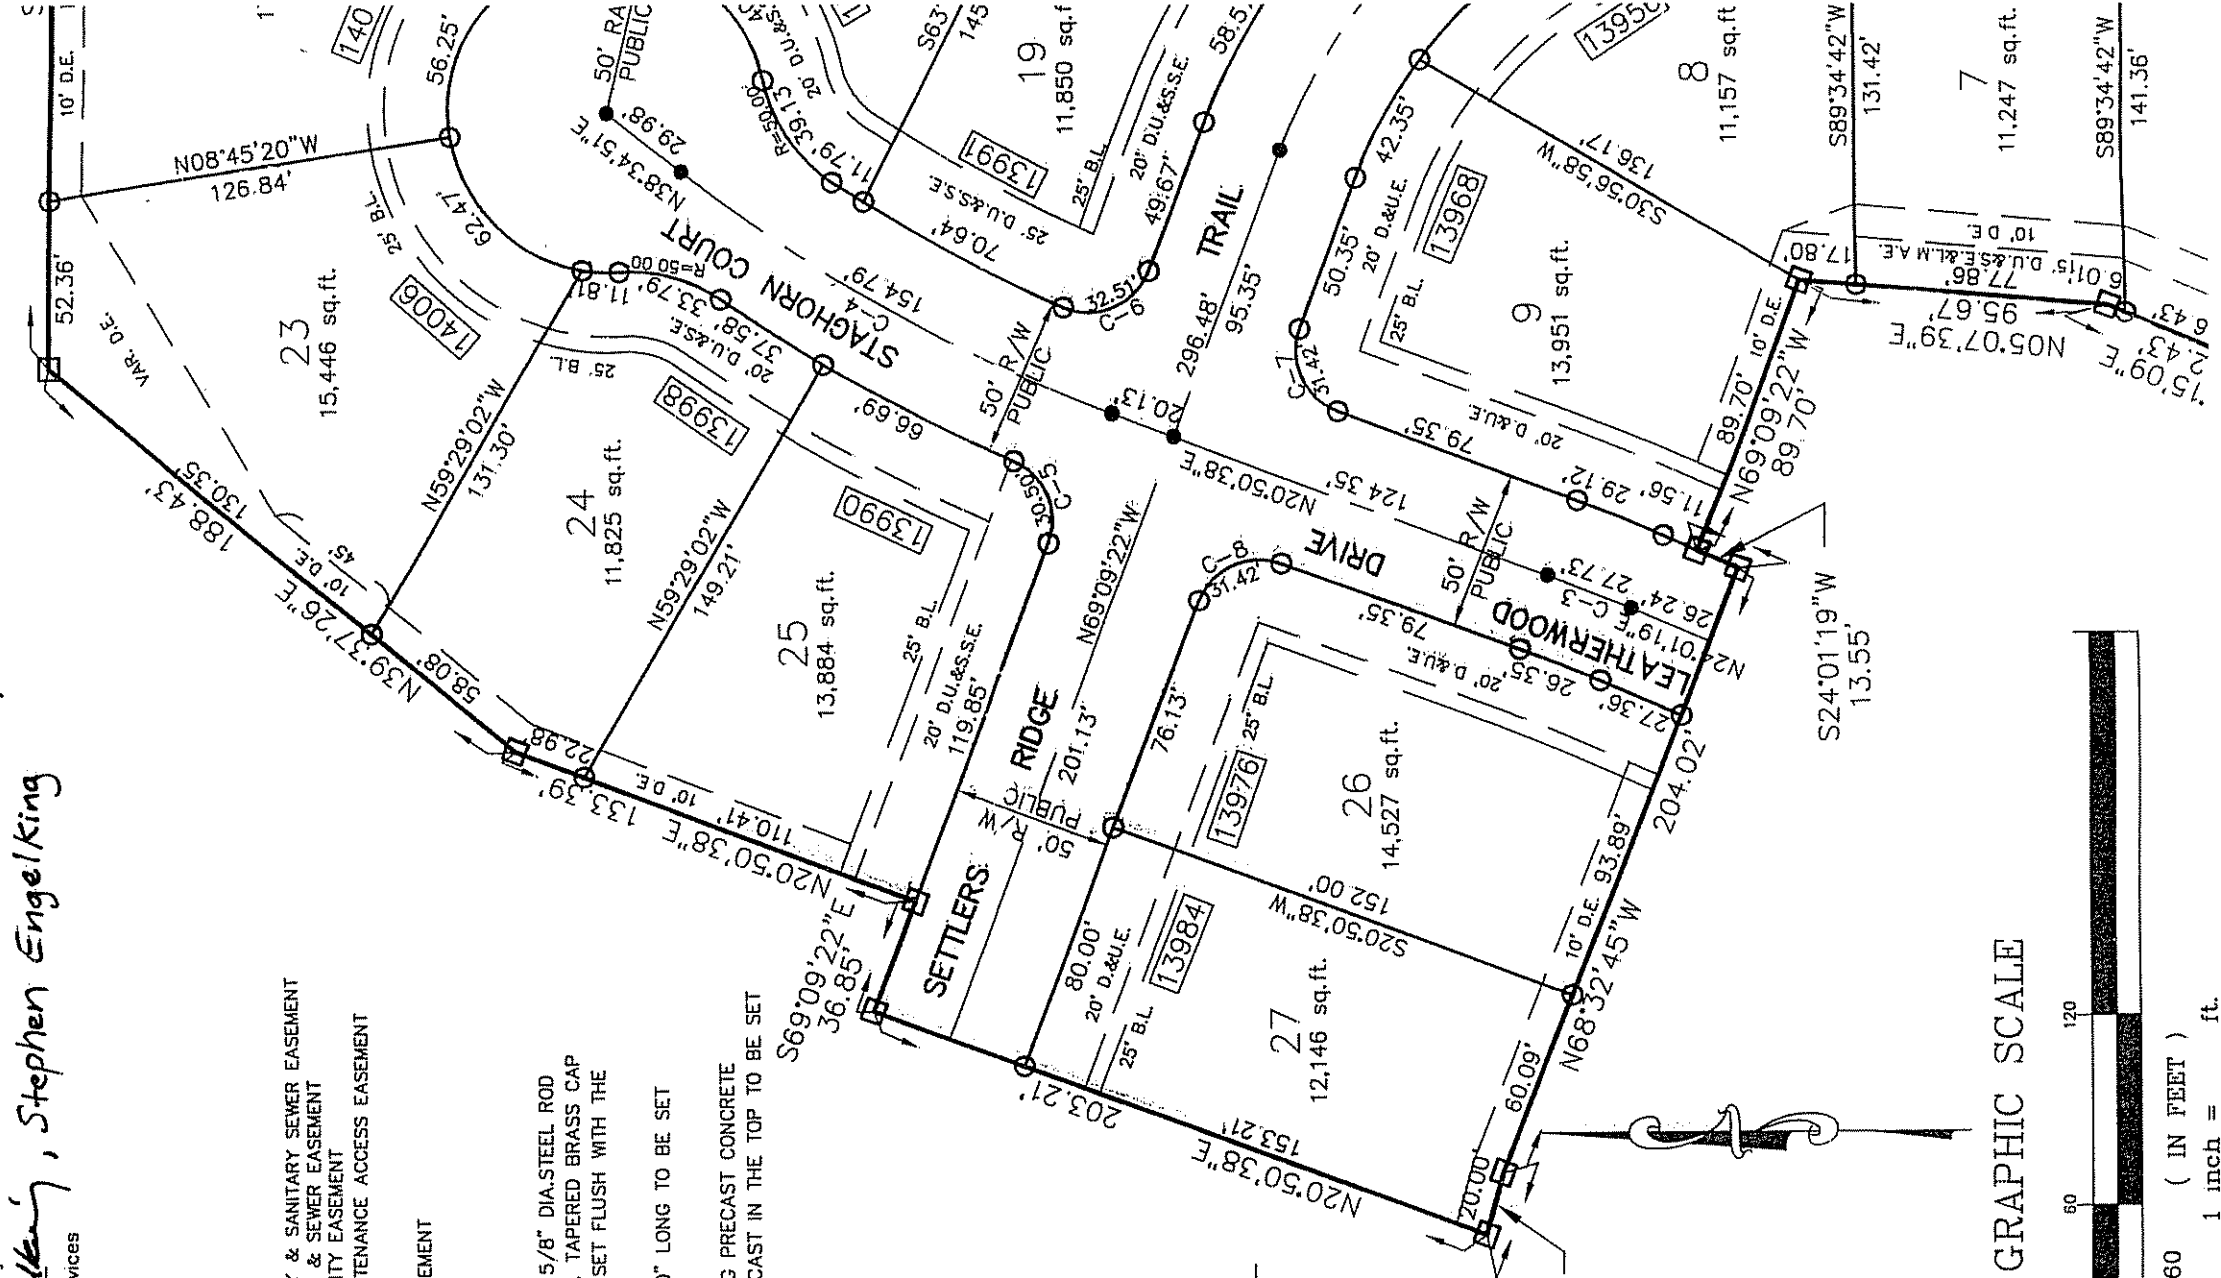 , Stephen Engelking
vices
Y & SANITARY SEWER EASEMENT
& SEWER EASEMENT
ITY EASEMENT
TENANCE ACCESS EASEMENT
EMENT
5/8" DIA.STEEL ROD
TAPERED BRASS CAP
SET FLUSH WITH THE
0" LONG TO BE SET
G PRECAST CONCRETE
CAST IN THE TOP TO BE SET
10' D.E.
52.36'
VAR. D.E.
N08°45'20"W
126.84'
56.25'
62.47'
25' B.L.
140
23
15,446 sq.ft.
14006
188.43'
130.35'
N39°37'26"E
10' D.E.
45'
58.08'
N59°29'02"W
131.30'
24
11,825 sq.ft.
13998
25' B.L.
20' D.U.&S.S.E.
11.81'
R=50.00
33.79'
37.58'
N59°29'02"W
149.21'
25
13,884 sq.ft.
13990
66.69'
22.98'
133.39'
N20°50'38"E
110.41'
10' D.E.
25' B.L.
20' D.U.&S.S.E.
119.85'
30.50'
C-5
STAGHORN COURT
C-4
154.79'
N38°34'51"E
29.98'
50' RA
PUBLIC
R=50.00'
39.13'
11.79'
20' D.U.&S.
70.64'
25' D.U.&S.S.E.
13991
25' B.L.
S63
145
19
11,850 sq.f
20' D.U.&S.S.E.
49.67'
58.5
32.51'
C-6
50' R/W
PUBLIC
TRAIL
296.48'
95.35'
20.13'
N20°50'38"E
124.35'
42.35'
50.35'
20' D.&U.E.
25' B.L.
13968
13950
S30°56'58"W
136.17'
9
13,951 sq.ft.
C-7
31.42'
79.35'
20' D.&U.E.
29.12'
11.56'
10' D.E.
89.70'
N69°09'22"W
89.70'
8
11,157 sq.ft
S89°34'42"W
131.42'
7
11,247 sq.ft.
S89°34'42"W
141.36'
17.80'
10' D.E.
15' D.U.&S.E.&L.M.A.E.
6.01'
77.86'
95.67'
N05°07'39"E
6.43'
2.43'
15'09"E
S69°09'22"E
36.85'
SETTLERS RIDGE
PUBLIC
50' R/W
201.13'
N69°09'22"W
76.13'
C-8
31.42'
DRIVE
LEATHERWOOD
50' R/W
PUBLIC
79.35'
20' D.&U.E.
26.35'
27.36'
C-3
27.73'
26.24'
N24°01'19"E
S24°01'19"W
13.55'
25' B.L.
13976
26
14,527 sq.ft.
80.00'
20' D.&U.E.
25' B.L.
13984
S20°50'38"W
152.00'
27
12,146 sq.ft.
203.21'
N20°50'38"E
153.21'
20.00'
60.09'
10' D.E.
93.89'
N68°32'45"W
204.02'
GRAPHIC SCALE
60
120
60
( IN FEET )
1 inch = ft.